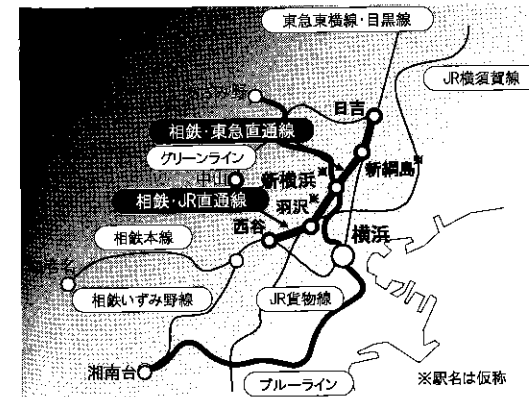 東急東横線・目黒線
JR横須賀線
日吉
相鉄・東急直通線
グリーンライン
新綱島※
中山
新横浜※
相鉄・JR直通線
羽沢※
西谷
横浜
相鉄本線
相鉄いずみ野線
JR貨物線
湘南台
ブルーライン
※駅名は仮称